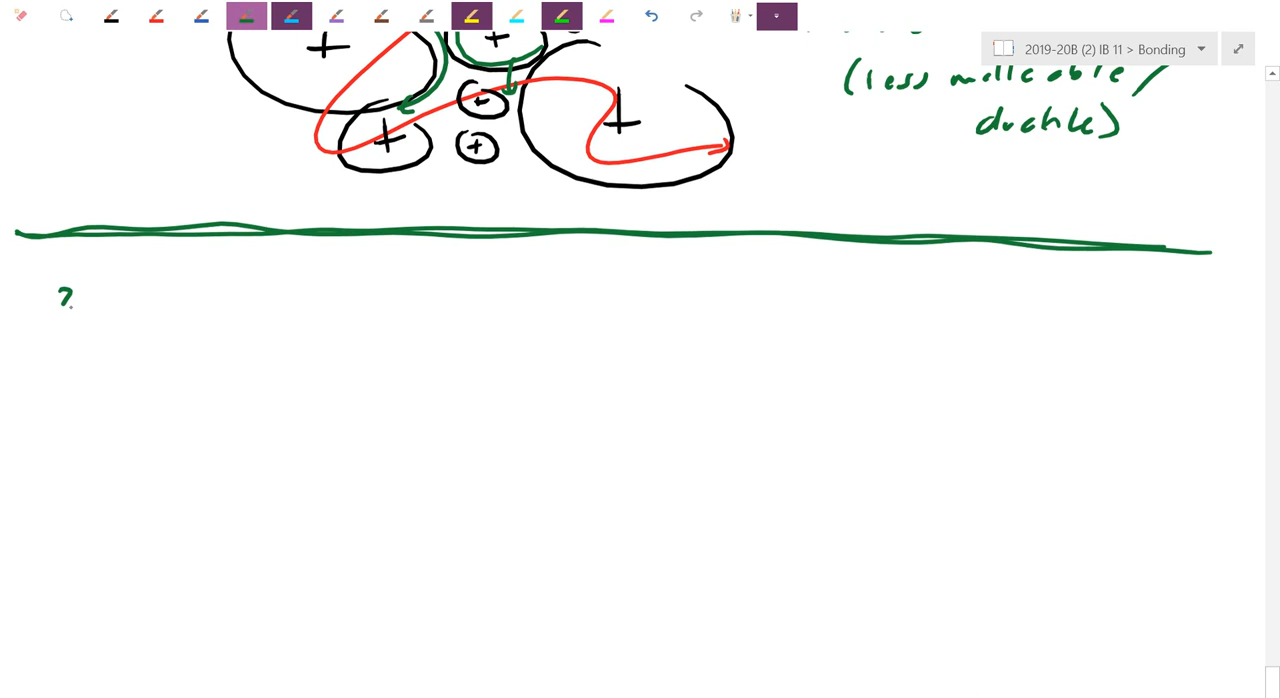 2019-20B (2) IB 11 > Bonding
+ +
(less malleable/
ductile)
+ + + +
?